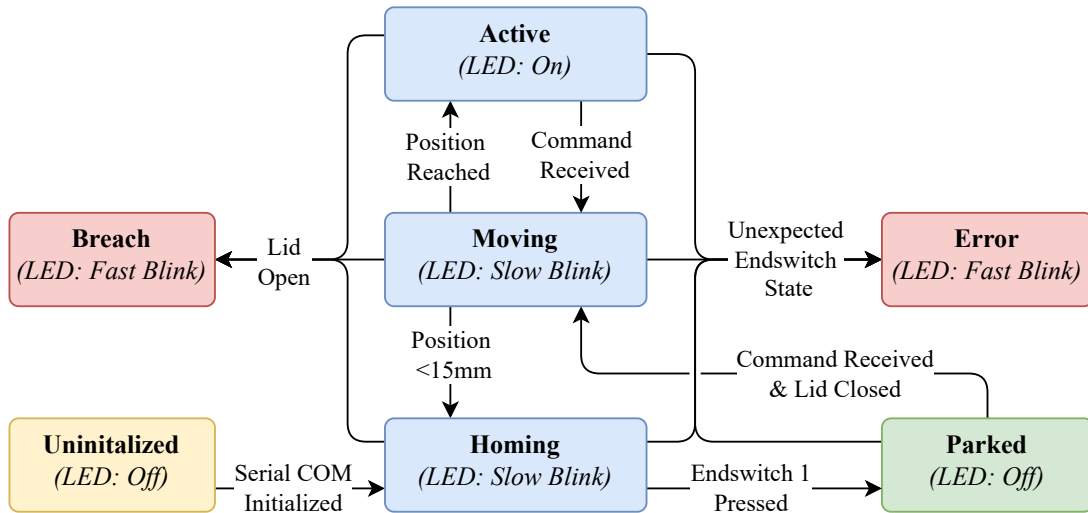 Active
(LED: On)
Position
Reached
Command
Received
Breach
(LED: Fast Blink)
Lid
Open
Moving
(LED: Slow Blink)
Unexpected
Endswitch
State
Error
(LED: Fast Blink)
Position
<15mm
Command Received
& Lid Closed
Uninitalized
(LED: Off)
Serial COM
Initialized
Homing
(LED: Slow Blink)
Endswitch 1
Pressed
Parked
(LED: Off)